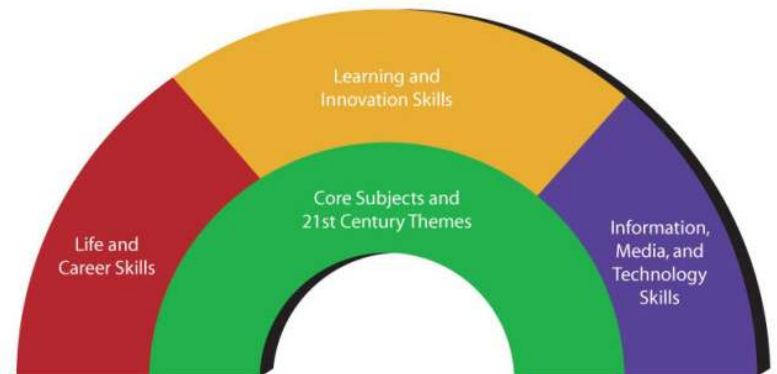 Learning and
Innovation Skills
Core Subjects and
21st Century Themes
Life and
Career Skills
Information,
Media, and
Technology
Skills